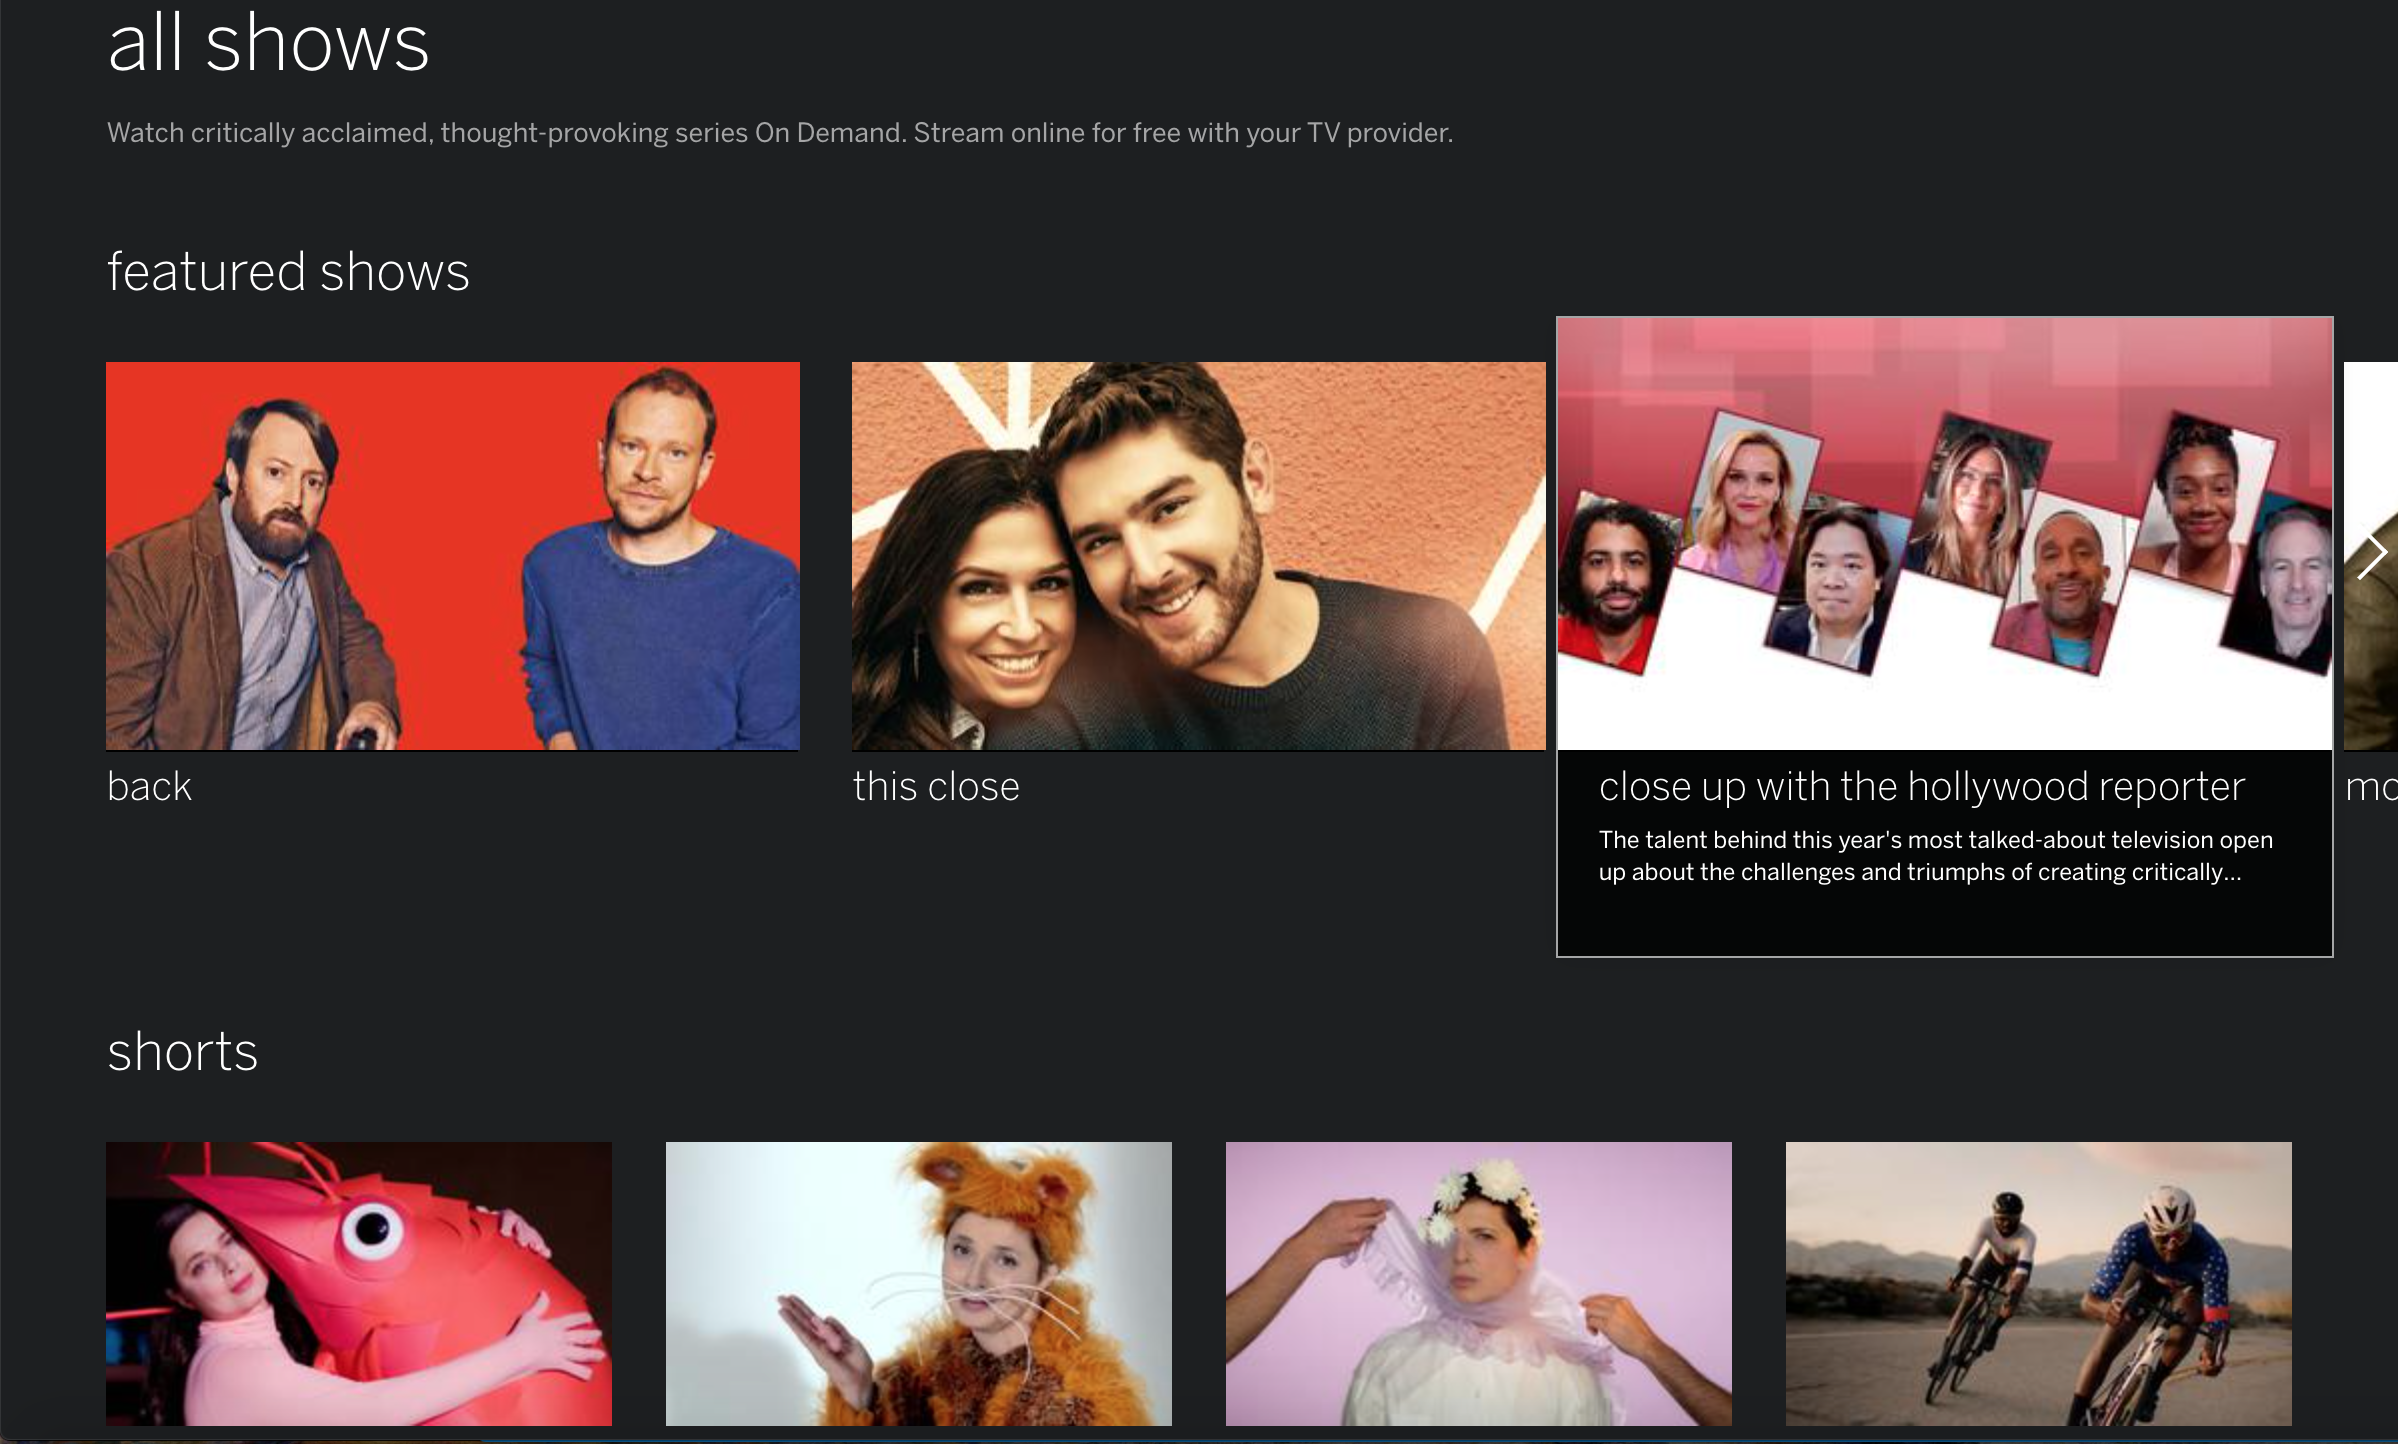 all shows
Watch critically acclaimed, thought-provoking series On Demand. Stream online for free with your TV provider.
featured shows
back
this close
close up with the hollywood reporter
The talent behind this year's most talked-about television open
up about the challenges and triumphs of creating critically...
mo
shorts